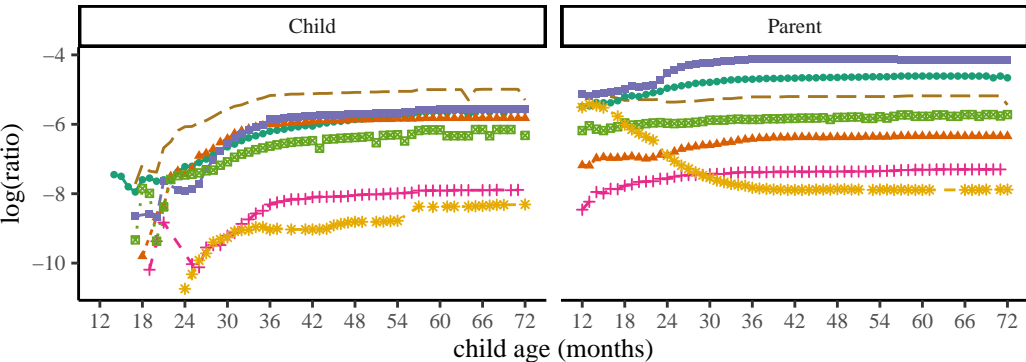 Child Parent
−4
−6
−8
−10
log(ratio)
12 18 24 30 36 42 48 54 60 66 72 12 18 24 30 36 42 48 54 60 66 72
child age (months)